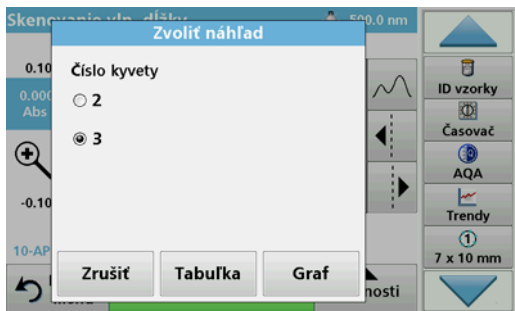 Skenovanie vln. dĺžky
500.0 nm
Zvoliť náhľad
0.10
0.000
Abs
-0.10
10-AP
Číslo kyvety
2
3
Zrušiť
Tabuľka
Graf
nosti
ID vzorky
Časovač
AQA
Trendy
1
7 x 10 mm